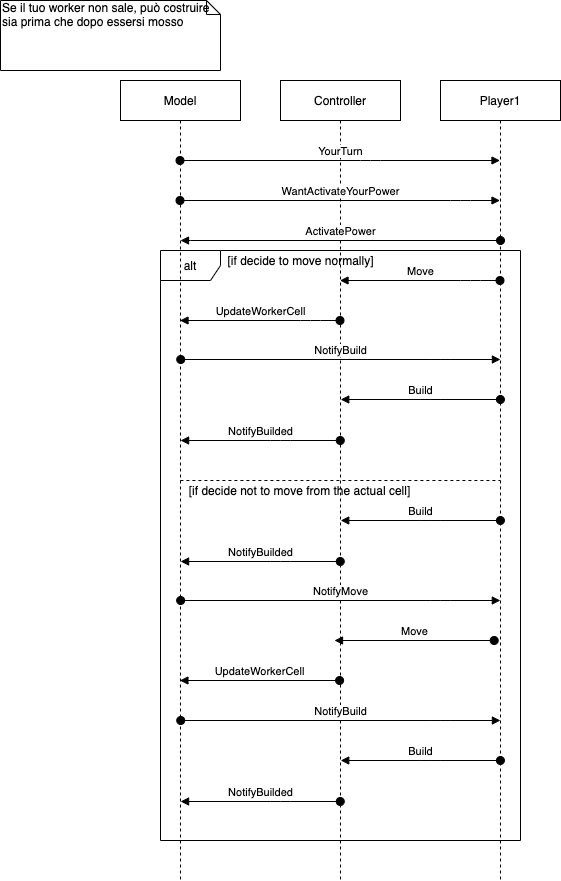 Se il tuo worker non sale, può costruire
sia prima che dopo essersi mosso
Model
Controller
Player1
YourTurn
WantActivateYourPower
ActivatePower
alt
[if decide to move normally]
Move
UpdateWorkerCell
NotifyBuild
Build
NotifyBuilded
[if decide not to move from the actual cell]
Build
NotifyBuilded
NotifyMove
Move
UpdateWorkerCell
NotifyBuild
Build
NotifyBuilded